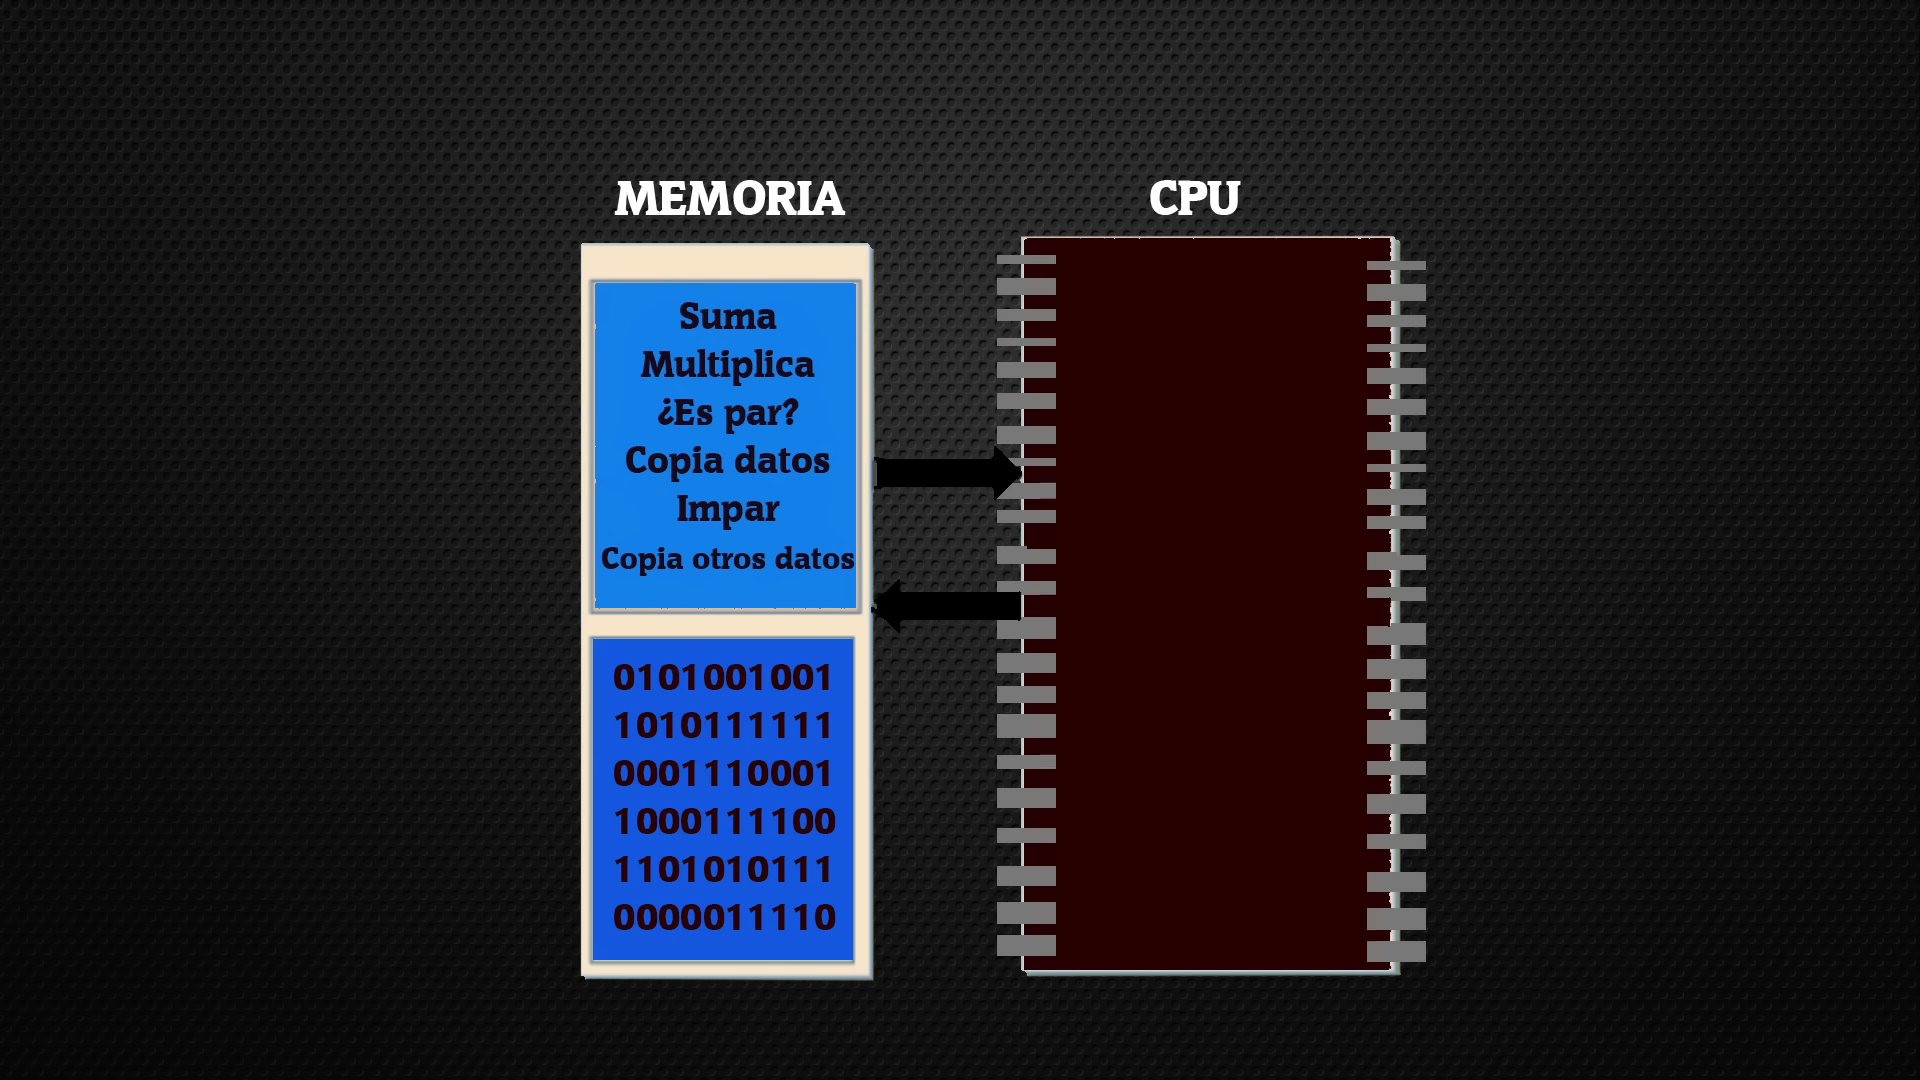 MEMORIA
CPU
Suma
Multiplica
¿Es par?
Copia datos
Impar
Copia otros datos
0101001001
1010111111
0001110001
1000111100
1101010111
0000011110